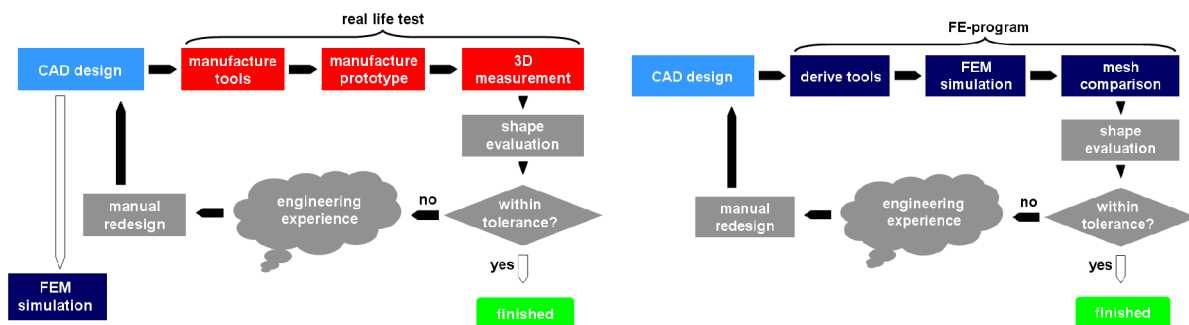 real life test
CAD design
manufacture
tools
manufacture
prototype
3D
measurement
shape
evaluation
within
tolerance?
no
engineering
experience
manual
redesign
yes
finished
FEM
simulation
FE-program
CAD design
derive tools
FEM
simulation
mesh
comparison
shape
evaluation
within
tolerance?
no
engineering
experience
manual
redesign
yes
finished